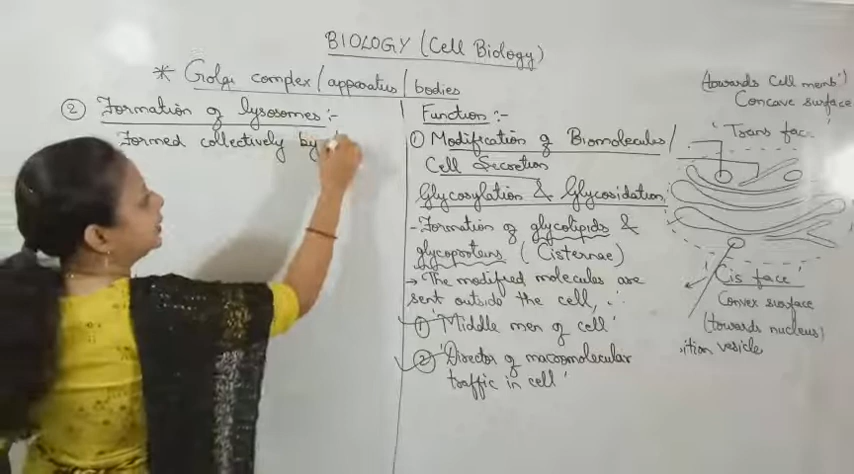 BIOLOGY (Cell Biology)
* Golgi complex / apparatus / bodies
② Formation of lysosomes :-
Formed collectively by
Function :-
① Modification of Biomolecules /
Cell Secretion
Glycosylation & Glycosidation
- Formation of glycolipids &
glycoproteins (Cisternae)
→ The modified molecules are
sent outside the cell, ∴
① 'Middle men of cell'
② 'Director of macromolecular
traffic in cell'
(towards Cell memb)
Concave surface
'Trans face'
'Cis face'
Convex surface
(towards nucleus)
ition vesicle